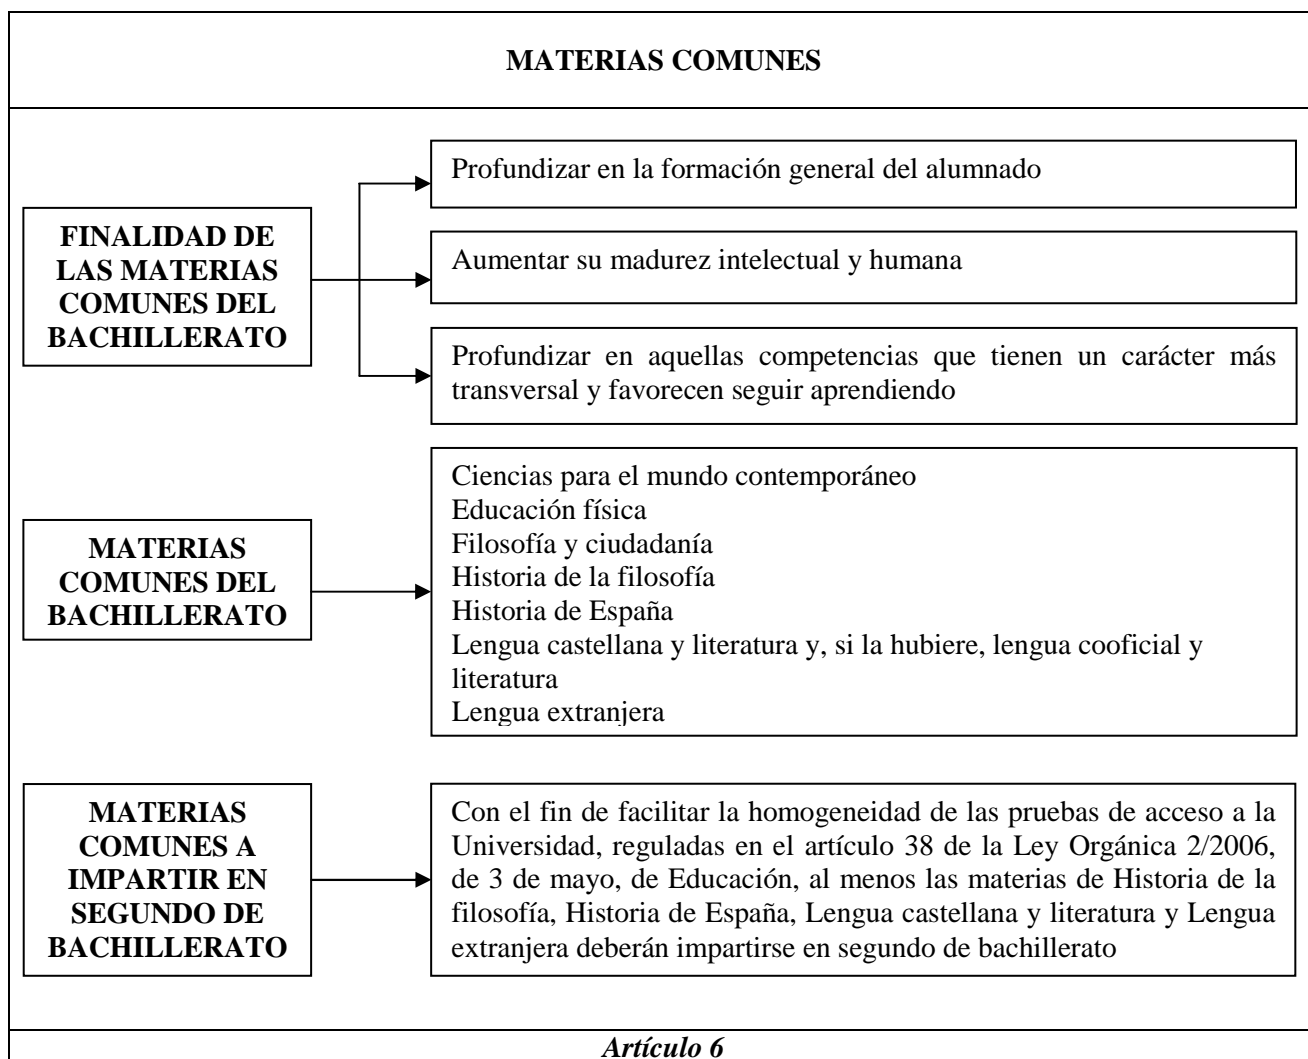 MATERIAS COMUNES
FINALIDAD DE
LAS MATERIAS
COMUNES DEL
BACHILLERATO
Profundizar en la formación general del alumnado
Aumentar su madurez intelectual y humana
Profundizar en aquellas competencias que tienen un carácter más
transversal y favorecen seguir aprendiendo
MATERIAS
COMUNES DEL
BACHILLERATO
Ciencias para el mundo contemporáneo
Educación física
Filosofía y ciudadanía
Historia de la filosofía
Historia de España
Lengua castellana y literatura y, si la hubiere, lengua cooficial y
literatura
Lengua extranjera
MATERIAS
COMUNES A
IMPARTIR EN
SEGUNDO DE
BACHILLERATO
Con el fin de facilitar la homogeneidad de las pruebas de acceso a la
Universidad, reguladas en el artículo 38 de la Ley Orgánica 2/2006,
de 3 de mayo, de Educación, al menos las materias de Historia de la
filosofía, Historia de España, Lengua castellana y literatura y Lengua
extranjera deberán impartirse en segundo de bachillerato
Artículo 6